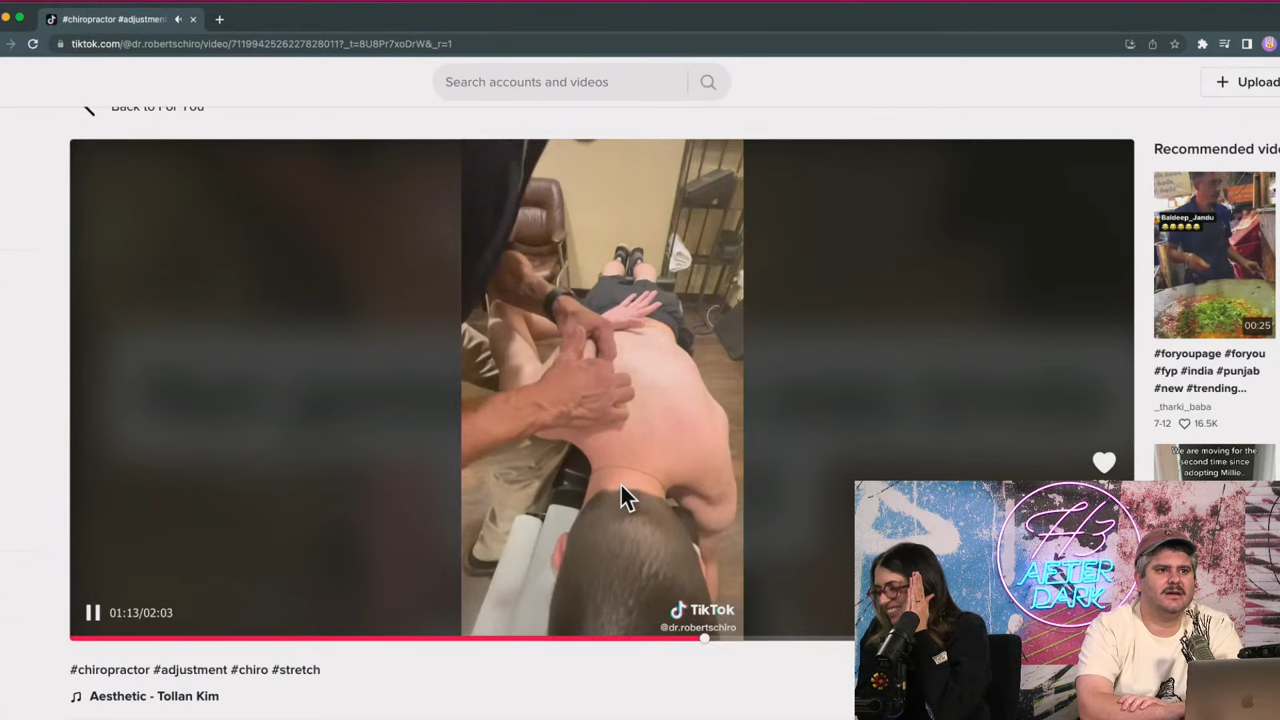 #chiropractor #adjustment
tiktok.com/@dr.robertschiro/video/7119942526227828011?_t=8U8Pr7xoDrW&_r=1
Search accounts and videos
Upload
Back to For You
Recommended vide
Baldeep_Jandu
00:25
#foryoupage #foryou
#fyp #india #punjab
#new #trending...
_tharki_baba
7-12 16.5K
We are moving for the
second time since
adopting Millie..
H3
AFTER
DARK
TikTok
@dr.robertschiro
01:13/02:03
#chiropractor #adjustment #chiro #stretch
Aesthetic - Tollan Kim